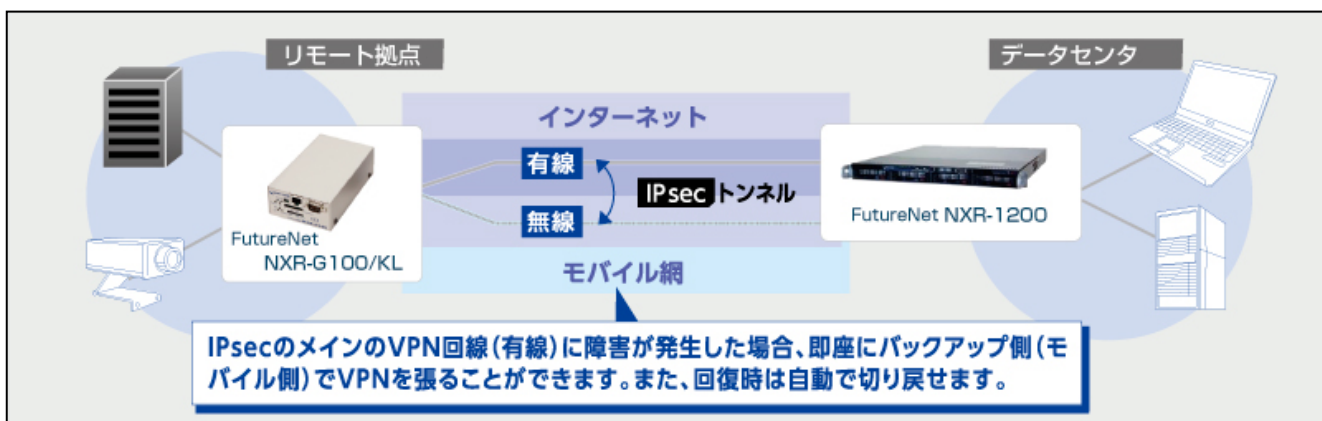 リモート拠点
データセンタ
インターネット
有線
IPsecトンネル
無線
FutureNet
NXR-G100/KL
FutureNet NXR-1200
モバイル網
IPsecのメインのVPN回線(有線)に障害が発生した場合、即座にバックアップ側(モ
バイル側)でVPNを張ることができます。また、回復時は自動で切り戻せます。